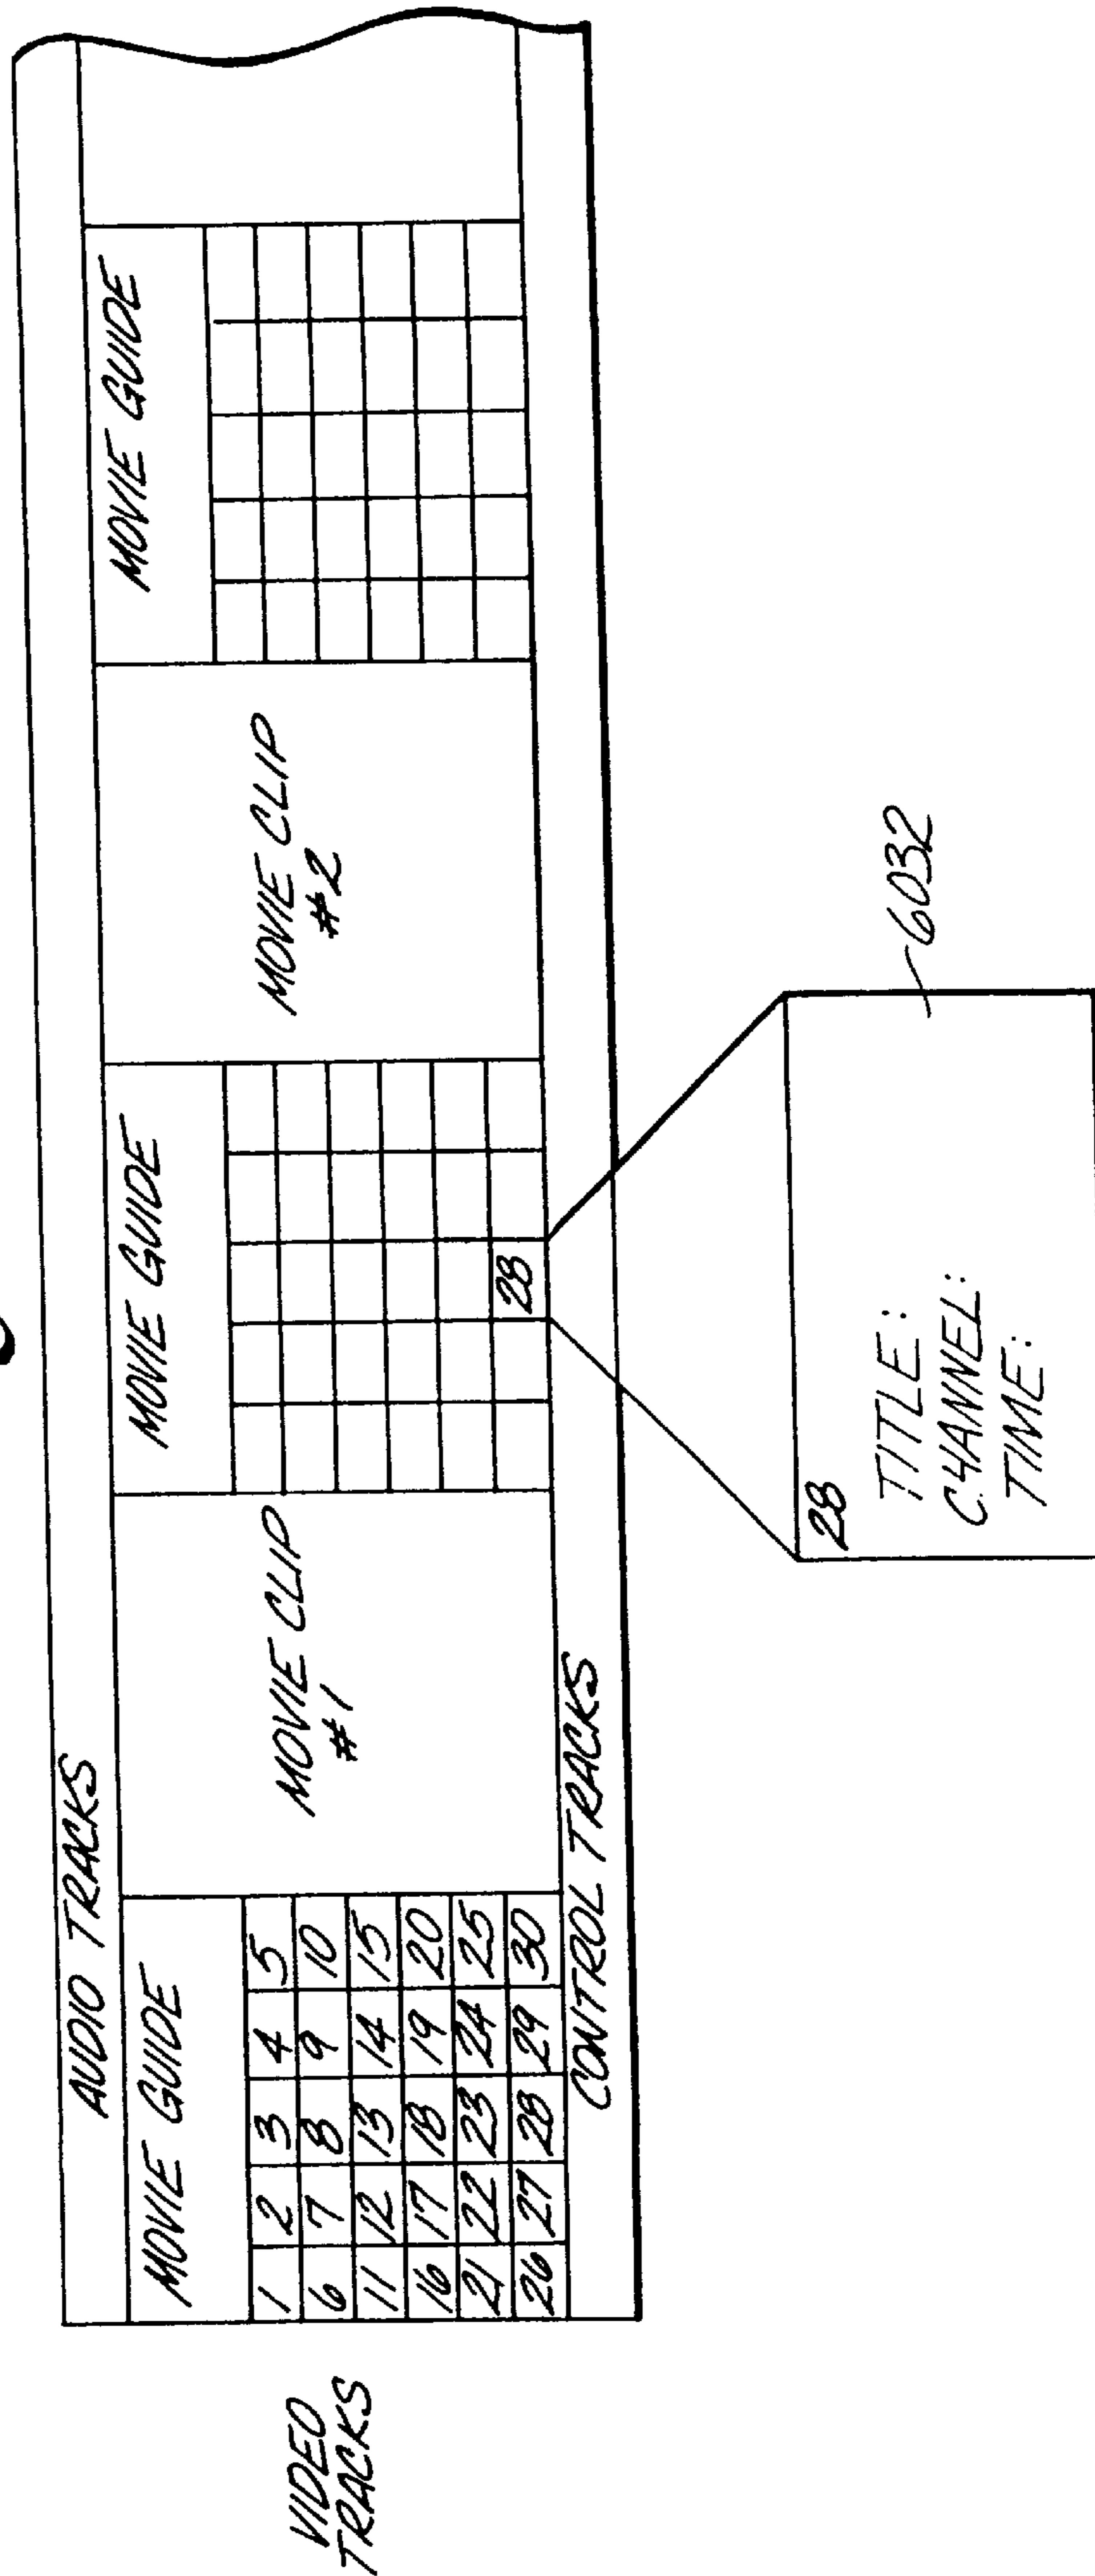 AUDIO TRACKS
VIDEO
TRACKS
MOVIE GUIDE
1 2 3 4 5
6 7 8 9 10
11 12 13 14 15
16 17 18 19 20
21 22 23 24 25
26 27 28 29 30
MOVIE CLIP
#1
MOVIE GUIDE
28
MOVIE CLIP
#2
MOVIE GUIDE
CONTROL TRACKS
28
TITLE:
CHANNEL:
TIME:
6032